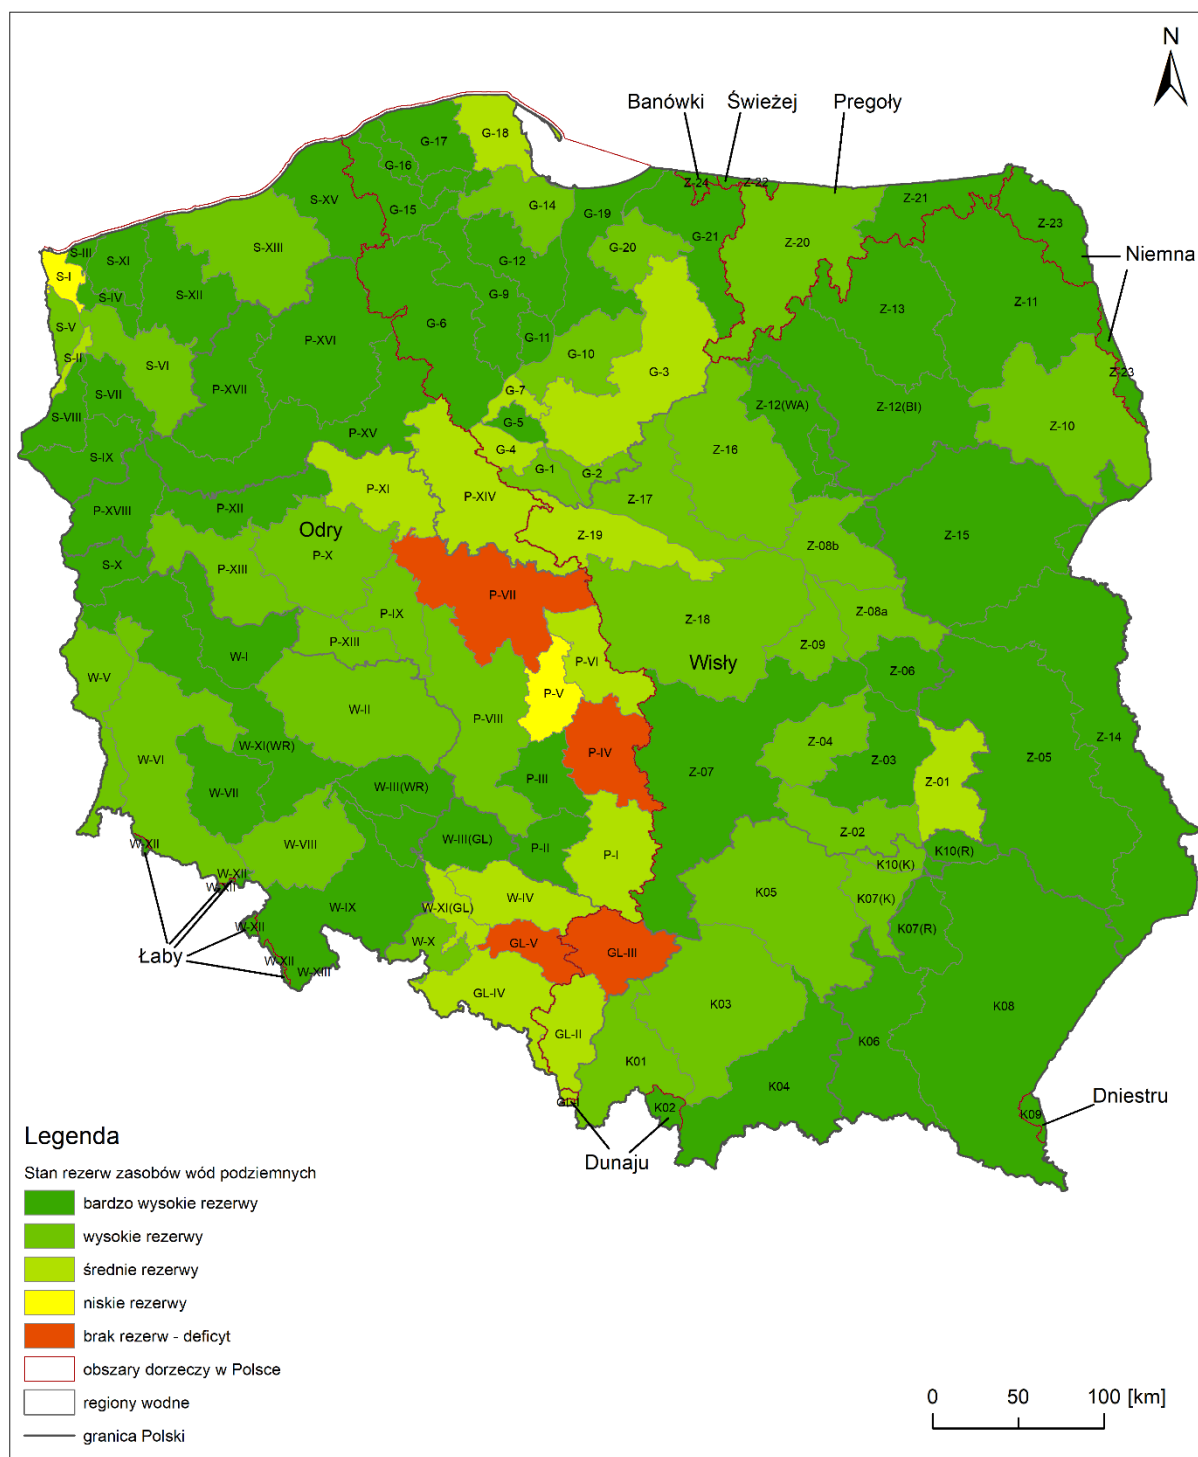 N
Banówki
Świeżej
Pregoły
G-18
G-17
G-16
Z-24
Z-22
Z-21
Z-23
S-XV
G-15
G-14
G-19
G-20
G-21
Z-20
Niemna
S-III
S-XI
S-XIII
G-12
S-I
S-IV
S-XII
G-9
Z-13
Z-11
S-V
G-6
G-11
S-II
S-VI
P-XVI
G-10
G-3
Z-23
S-VII
P-XVII
G-7
Z-12(WA)
Z-12(BI)
S-VIII
G-5
Z-10
P-XV
G-4
Z-16
S-IX
G-1
G-2
P-XI
P-XIV
Z-17
P-XVIII
P-XII
Odry
Z-19
Z-08b
Z-15
S-X
P-XIII
P-X
P-VII
P-IX
Z-18
Z-08a
P-XIII
Z-09
W-I
P-VI
Wisły
Z-06
W-V
P-V
W-II
P-VIII
Z-04
W-XI(WR)
P-IV
Z-07
Z-03
Z-05
Z-14
W-VI
Z-01
W-VII
W-III(WR)
P-III
Z-02
W-VIII
W-III(GL)
P-II
P-I
K10(R)
W-XII
K10(K)
W-XII
W-XII
K05
W-IX
W-XI(GL)
W-IV
K07(K)
W-XII
W-X
K07(R)
Łaby
GL-V
GL-III
W-XII
W-XIII
GL-IV
K03
K08
GL-II
K01
K06
K04
K02
K09
Dniestru
Dunaju
Legenda
Stan rezerw zasobów wód podziemnych
bardzo wysokie rezerwy
wysokie rezerwy
średnie rezerwy
niskie rezerwy
brak rezerw - deficyt
obszary dorzeczy w Polsce
regiony wodne
granica Polski
0 50 100 [km]